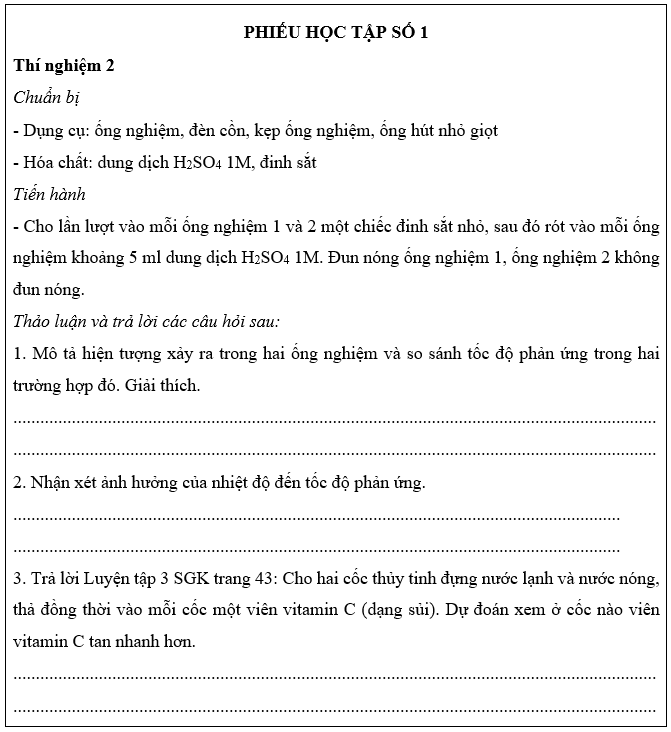 PHIẾU HỌC TẬP SỐ 1
Thí nghiệm 2
Chuẩn bị
- Dụng cụ: ống nghiệm, đèn cồn, kẹp ống nghiệm, ống hút nhỏ giọt
- Hóa chất: dung dịch H2SO4 1M, đinh sắt
Tiến hành
- Cho lần lượt vào mỗi ống nghiệm 1 và 2 một chiếc đinh sắt nhỏ, sau đó rót vào mỗi ống
nghiệm khoảng 5 ml dung dịch H2SO4 1M. Đun nóng ống nghiệm 1, ống nghiệm 2 không
đun nóng.
Thảo luận và trả lời các câu hỏi sau:
1. Mô tả hiện tượng xảy ra trong hai ống nghiệm và so sánh tốc độ phản ứng trong hai
trường hợp đó. Giải thích.
................................................................................................................................................
................................................................................................................................................
2. Nhận xét ảnh hưởng của nhiệt độ đến tốc độ phản ứng.
........................................................................................................................................
........................................................................................................................................
3. Trả lời Luyện tập 3 SGK trang 43: Cho hai cốc thủy tinh đựng nước lạnh và nước nóng,
thả đồng thời vào mỗi cốc một viên vitamin C (dạng sủi). Dự đoán xem ở cốc nào viên
vitamin C tan nhanh hơn.
................................................................................................................................................
................................................................................................................................................